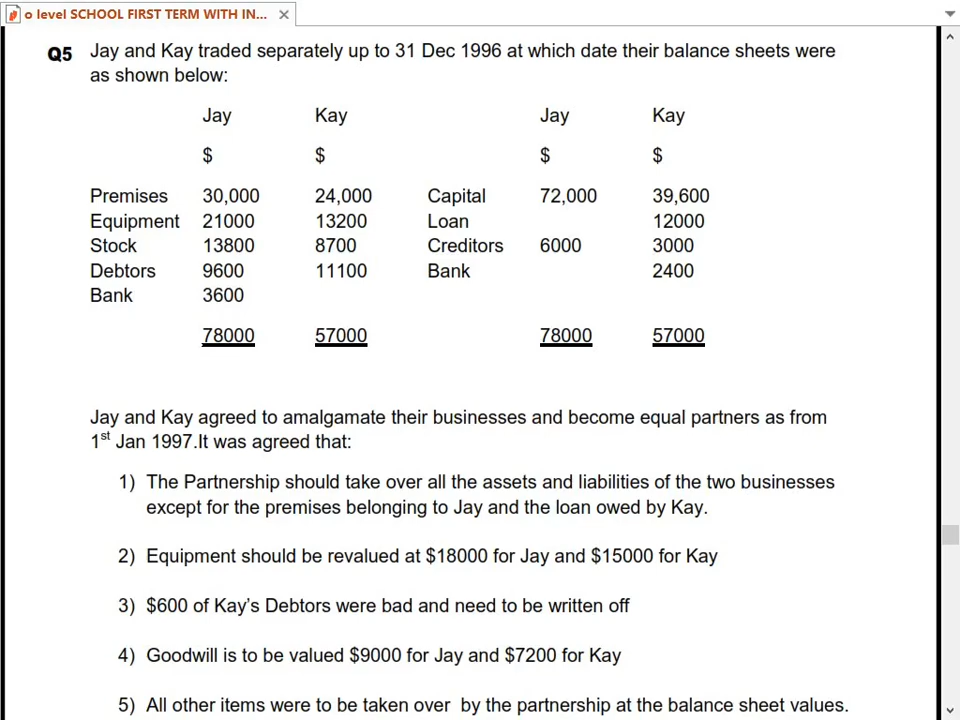 o level SCHOOL FIRST TERM WITH IN...
Q5 Jay and Kay traded separately up to 31 Dec 1996 at which date their balance sheets were
as shown below:
Jay Kay Jay Kay
$ $ $ $
Premises 30,000 24,000 Capital 72,000 39,600
Equipment 21000 13200 Loan 12000
Stock 13800 8700 Creditors 6000 3000
Debtors 9600 11100 Bank 2400
Bank 3600
78000 57000 78000 57000
Jay and Kay agreed to amalgamate their businesses and become equal partners as from
1st Jan 1997.It was agreed that:
1) The Partnership should take over all the assets and liabilities of the two businesses
except for the premises belonging to Jay and the loan owed by Kay.
2) Equipment should be revalued at $18000 for Jay and $15000 for Kay
3) $600 of Kay's Debtors were bad and need to be written off
4) Goodwill is to be valued $9000 for Jay and $7200 for Kay
5) All other items were to be taken over by the partnership at the balance sheet values.